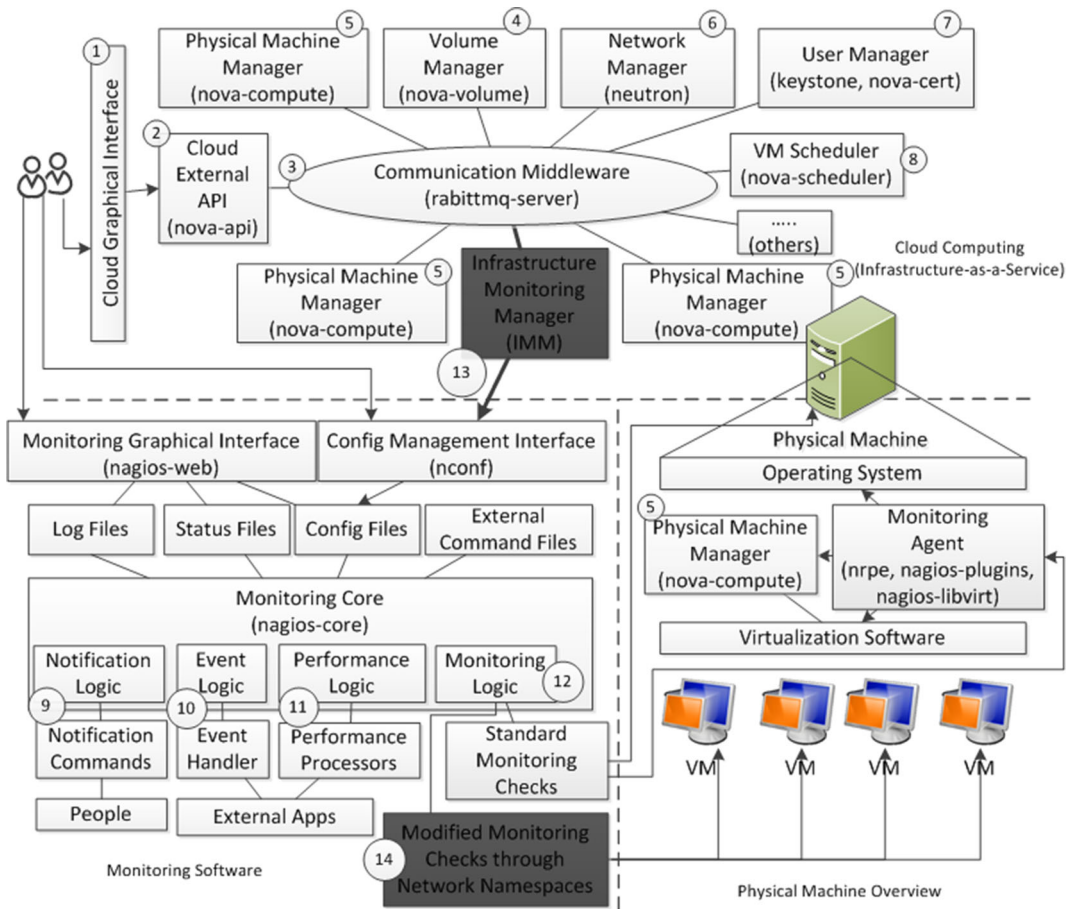 5
4
6
7
1
Physical Machine
Manager
(nova-compute)
Volume
Manager
(nova-volume)
Network
Manager
(neutron)
User Manager
(keystone, nova-cert)
Cloud Graphical Interface
2
Cloud
External
API
(nova-api)
3
Communication Middleware
(rabittmq-server)
VM Scheduler
(nova-scheduler)
8
.....
(others)
Cloud Computing
(Infrastructure-as-a-Service)
Physical Machine
Manager
(nova-compute)
5
Infrastructure
Monitoring
Manager
(IMM)
Physical Machine
Manager
(nova-compute)
5
13
Monitoring Graphical Interface
(nagios-web)
Config Management Interface
(nconf)
Log Files
Status Files
Config Files
External
Command Files
Monitoring Core
(nagios-core)
Notification
Logic
Event
Logic
Performance
Logic
Monitoring
Logic
9
10
11
12
Notification
Commands
Event
Handler
Performance
Processors
Standard
Monitoring
Checks
People
External Apps
14
Modified Monitoring
Checks through
Network Namespaces
Monitoring Software
Physical Machine
Operating System
5
Physical Machine
Manager
(nova-compute)
Monitoring
Agent
(nrpe, nagios-plugins,
nagios-libvirt)
Virtualization Software
VM
VM
VM
VM
Physical Machine Overview